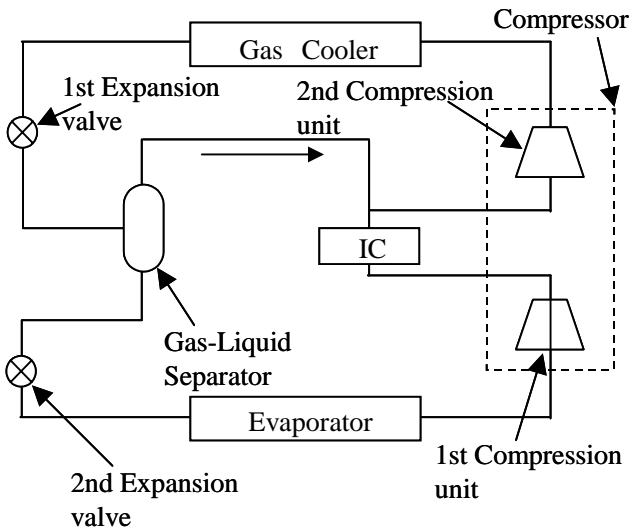 Compressor
Gas Cooler
1st Expansion
valve
2nd Compression
unit
IC
Gas-Liquid
Separator
Evaporator
1st Compression
unit
2nd Expansion
valve